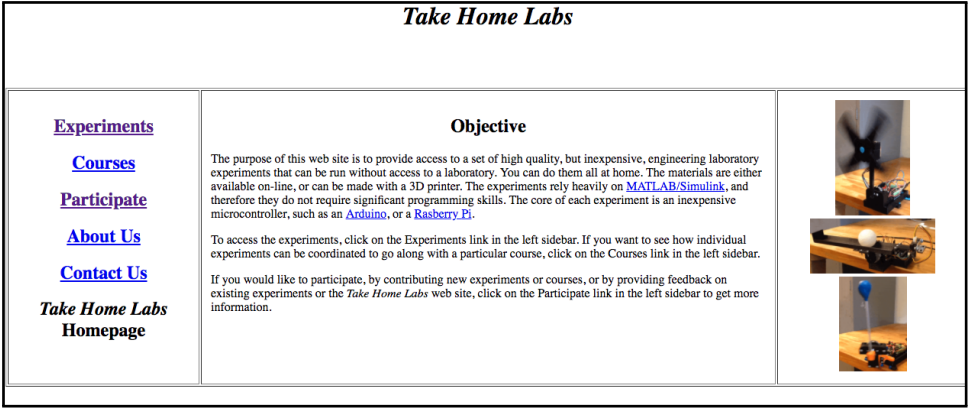 Take Home Labs
Experiments
Courses
Participate
About Us
Contact Us
Take Home Labs
Homepage
Objective
The purpose of this web site is to provide access to a set of high quality, but inexpensive, engineering laboratory
experiments that can be run without access to a laboratory. You can do them all at home. The materials are either
available on-line, or can be made with a 3D printer. The experiments rely heavily on MATLAB/Simulink, and
therefore they do not require significant programming skills. The core of each experiment is an inexpensive
microcontroller, such as an Arduino, or a Rasberry Pi.
To access the experiments, click on the Experiments link in the left sidebar. If you want to see how individual
experiments can be coordinated to go along with a particular course, click on the Courses link in the left sidebar.
If you would like to participate, by contributing new experiments or courses, or by providing feedback on
existing experiments or the Take Home Labs web site, click on the Participate link in the left sidebar to get more
information.